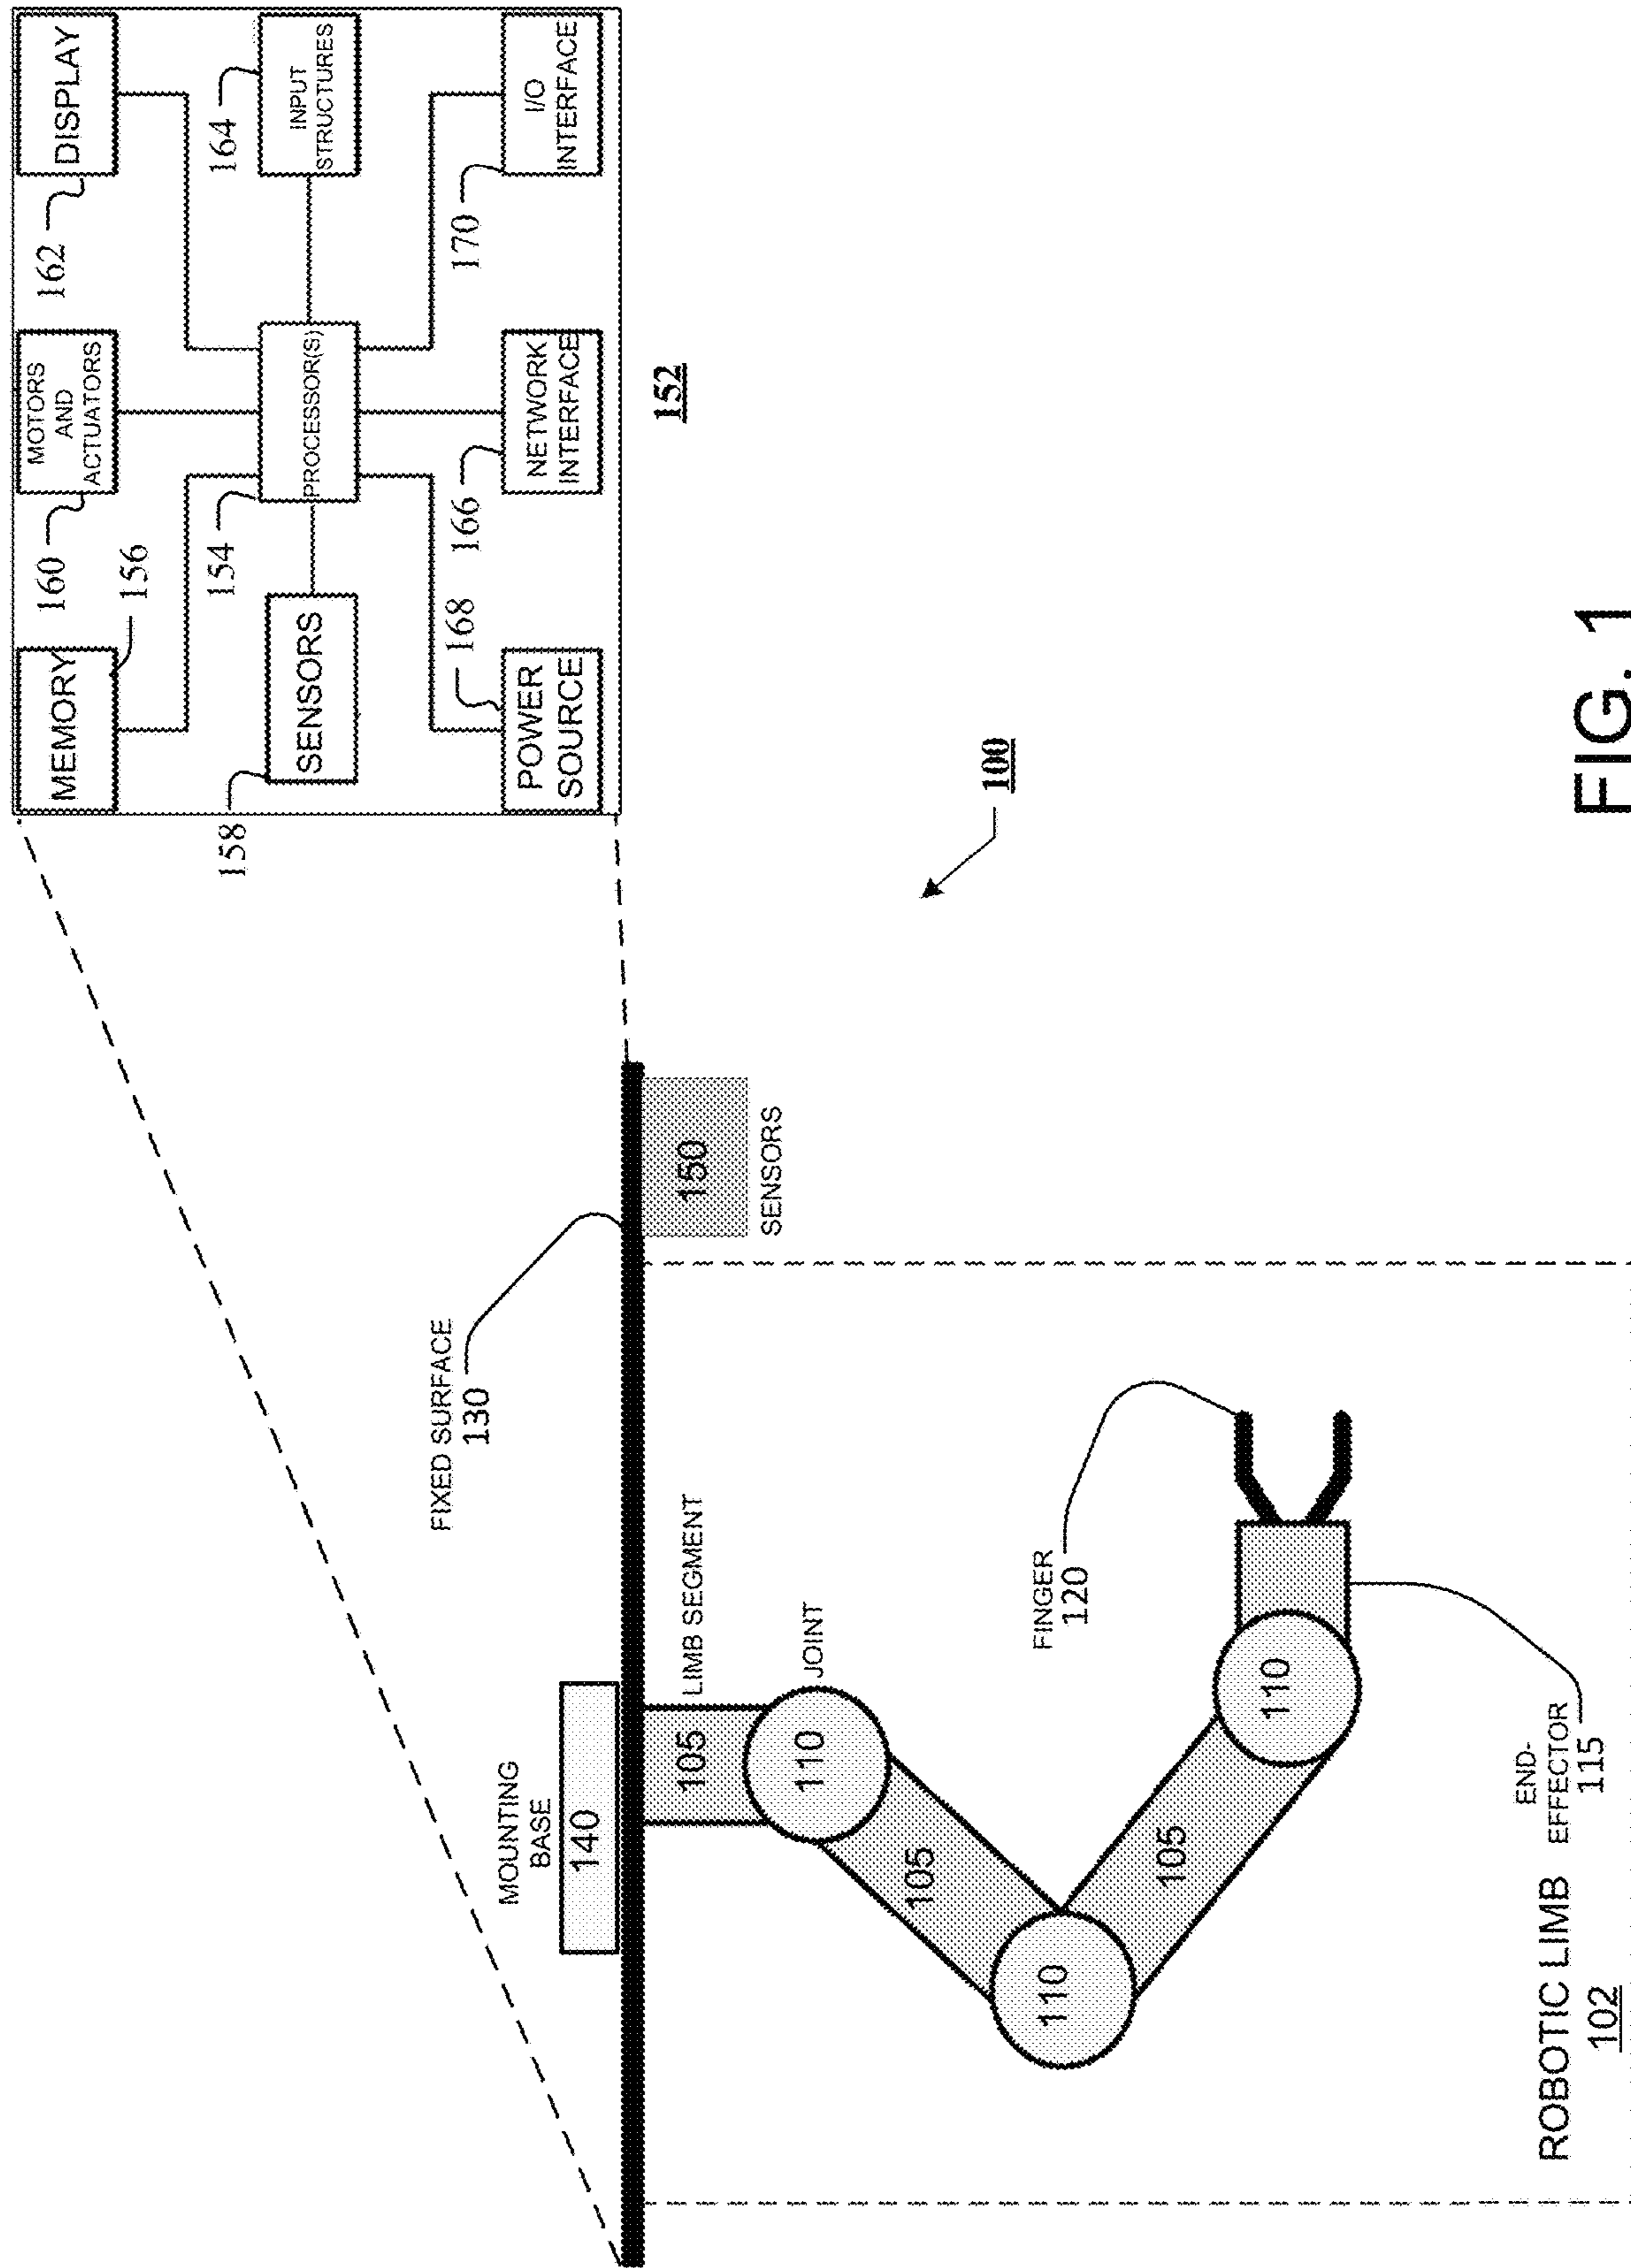 MEMORY
156
160
MOTORS
AND
ACTUATORS
162
DISPLAY
158
SENSORS
154
PROCESSOR(S)
164
INPUT
STRUCTURES
168
POWER
SOURCE
166
NETWORK
INTERFACE
170
I/O
INTERFACE
152
FIXED SURFACE
130
MOUNTING
BASE
140
105
LIMB SEGMENT
150
SENSORS
110
JOINT
105
100
110
105
FINGER
120
110
END-
EFFECTOR
115
ROBOTIC LIMB
102
FIG. 1